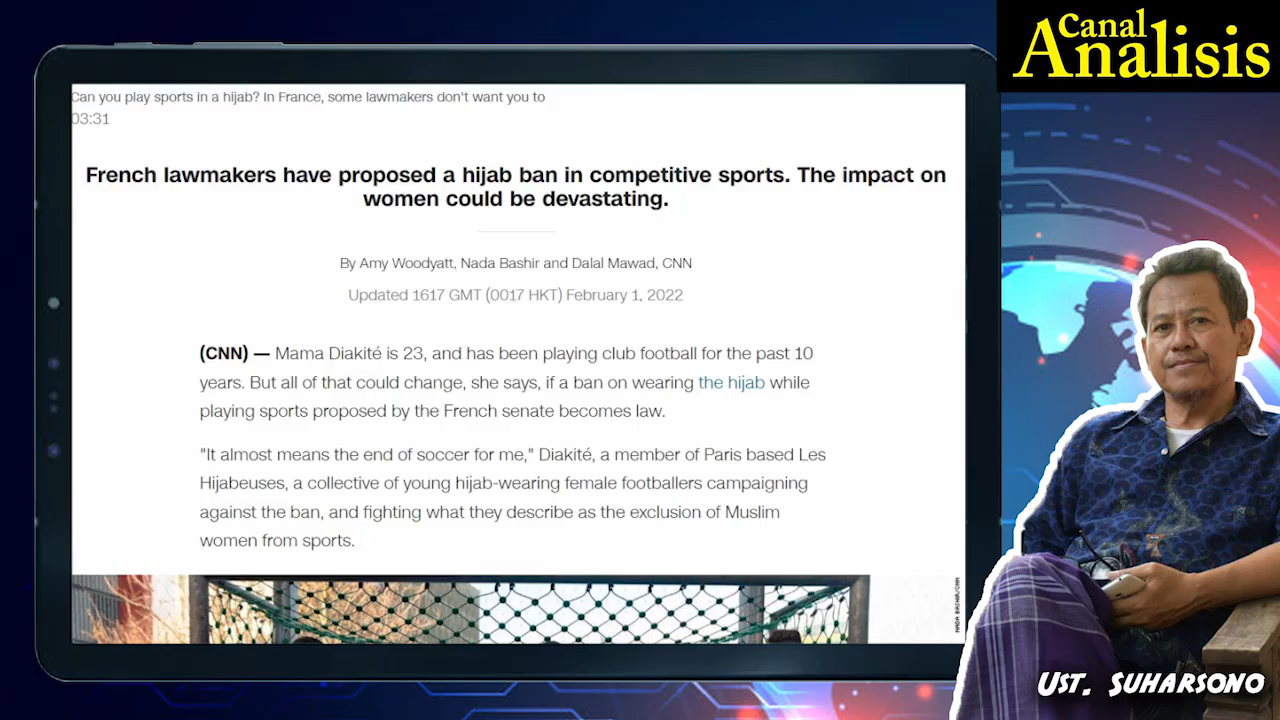 Canal
Analisis
Can you play sports in a hijab? In France, some lawmakers don't want you to
03:31
French lawmakers have proposed a hijab ban in competitive sports. The impact on
women could be devastating.
By Amy Woodyatt, Nada Bashir and Dalal Mawad, CNN
Updated 1617 GMT (0017 HKT) February 1, 2022
(CNN) — Mama Diakité is 23, and has been playing club football for the past 10
years. But all of that could change, she says, if a ban on wearing the hijab while
playing sports proposed by the French senate becomes law.
"It almost means the end of soccer for me," Diakité, a member of Paris based Les
Hijabeuses, a collective of young hijab-wearing female footballers campaigning
against the ban, and fighting what they describe as the exclusion of Muslim
women from sports.
NADA BASHIR/CNN
Ust. Suharsono